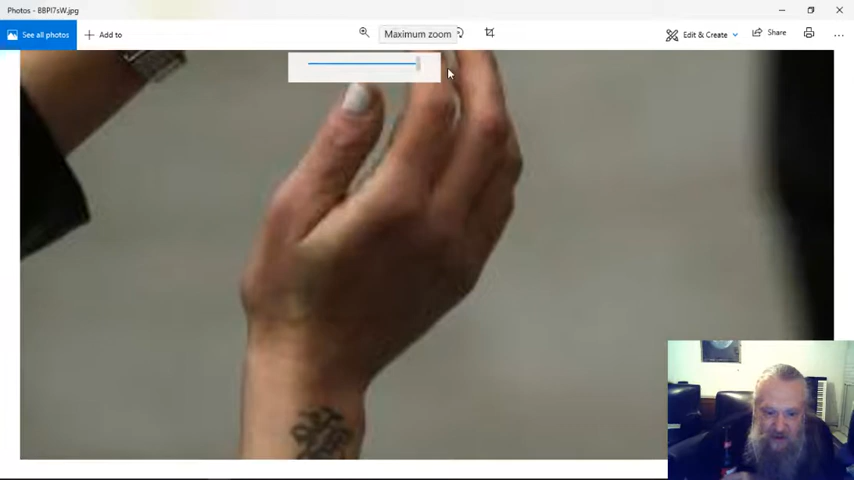 Photos - BBPI7sW.jpg
See all photos
Add to
Maximum zoom
Edit & Create
Share